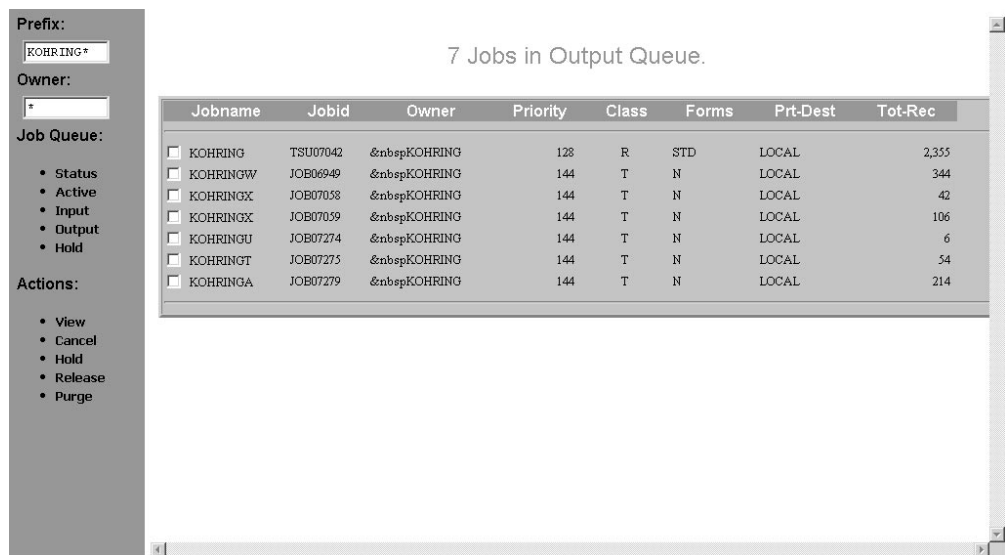 Prefix:
KOHRING*
Owner:
*
Job Queue:
• Status
• Active
• Input
• Output
• Hold
Actions:
• View
• Cancel
• Hold
• Release
• Purge
7 Jobs in Output Queue.
Jobname Jobid Owner Priority Class Forms Prt-Dest Tot-Rec
KOHRING TSU07042 &nbspKOHRING 128 R STD LOCAL 2,355
KOHRINGW JOB06949 &nbspKOHRING 144 T N LOCAL 344
KOHRINGX JOB07058 &nbspKOHRING 144 T N LOCAL 42
KOHRINGX JOB07059 &nbspKOHRING 144 T N LOCAL 106
KOHRINGU JOB07274 &nbspKOHRING 144 T N LOCAL 6
KOHRINGT JOB07275 &nbspKOHRING 144 T N LOCAL 54
KOHRINGA JOB07279 &nbspKOHRING 144 T N LOCAL 214